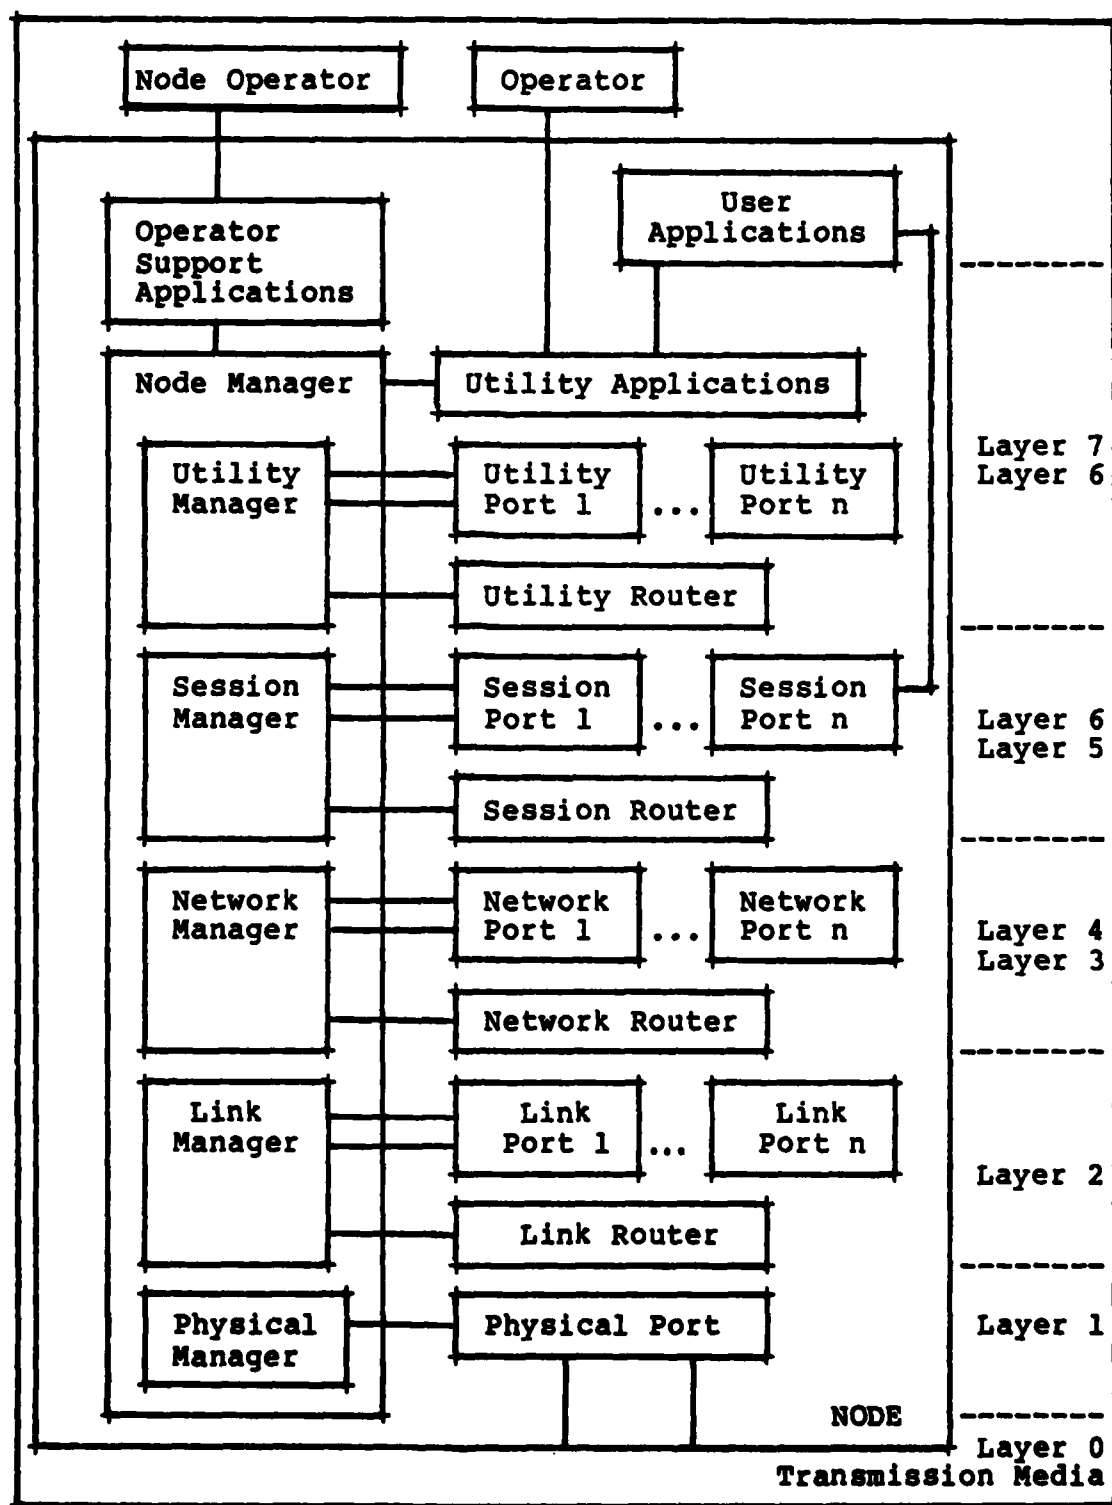 Node Operator
Operator
User
Applications
Operator
Support
Applications
Node Manager
Utility Applications
Utility
Manager
Utility
Port 1
...
Utility
Port n
Layer 7
Layer 6
Utility Router
Session
Manager
Session
Port 1
...
Session
Port n
Layer 6
Layer 5
Session Router
Network
Manager
Network
Port 1
...
Network
Port n
Layer 4
Layer 3
Network Router
Link
Manager
Link
Port 1
...
Link
Port n
Layer 2
Link Router
Physical
Manager
Physical Port
Layer 1
NODE
Layer 0
Transmission Media